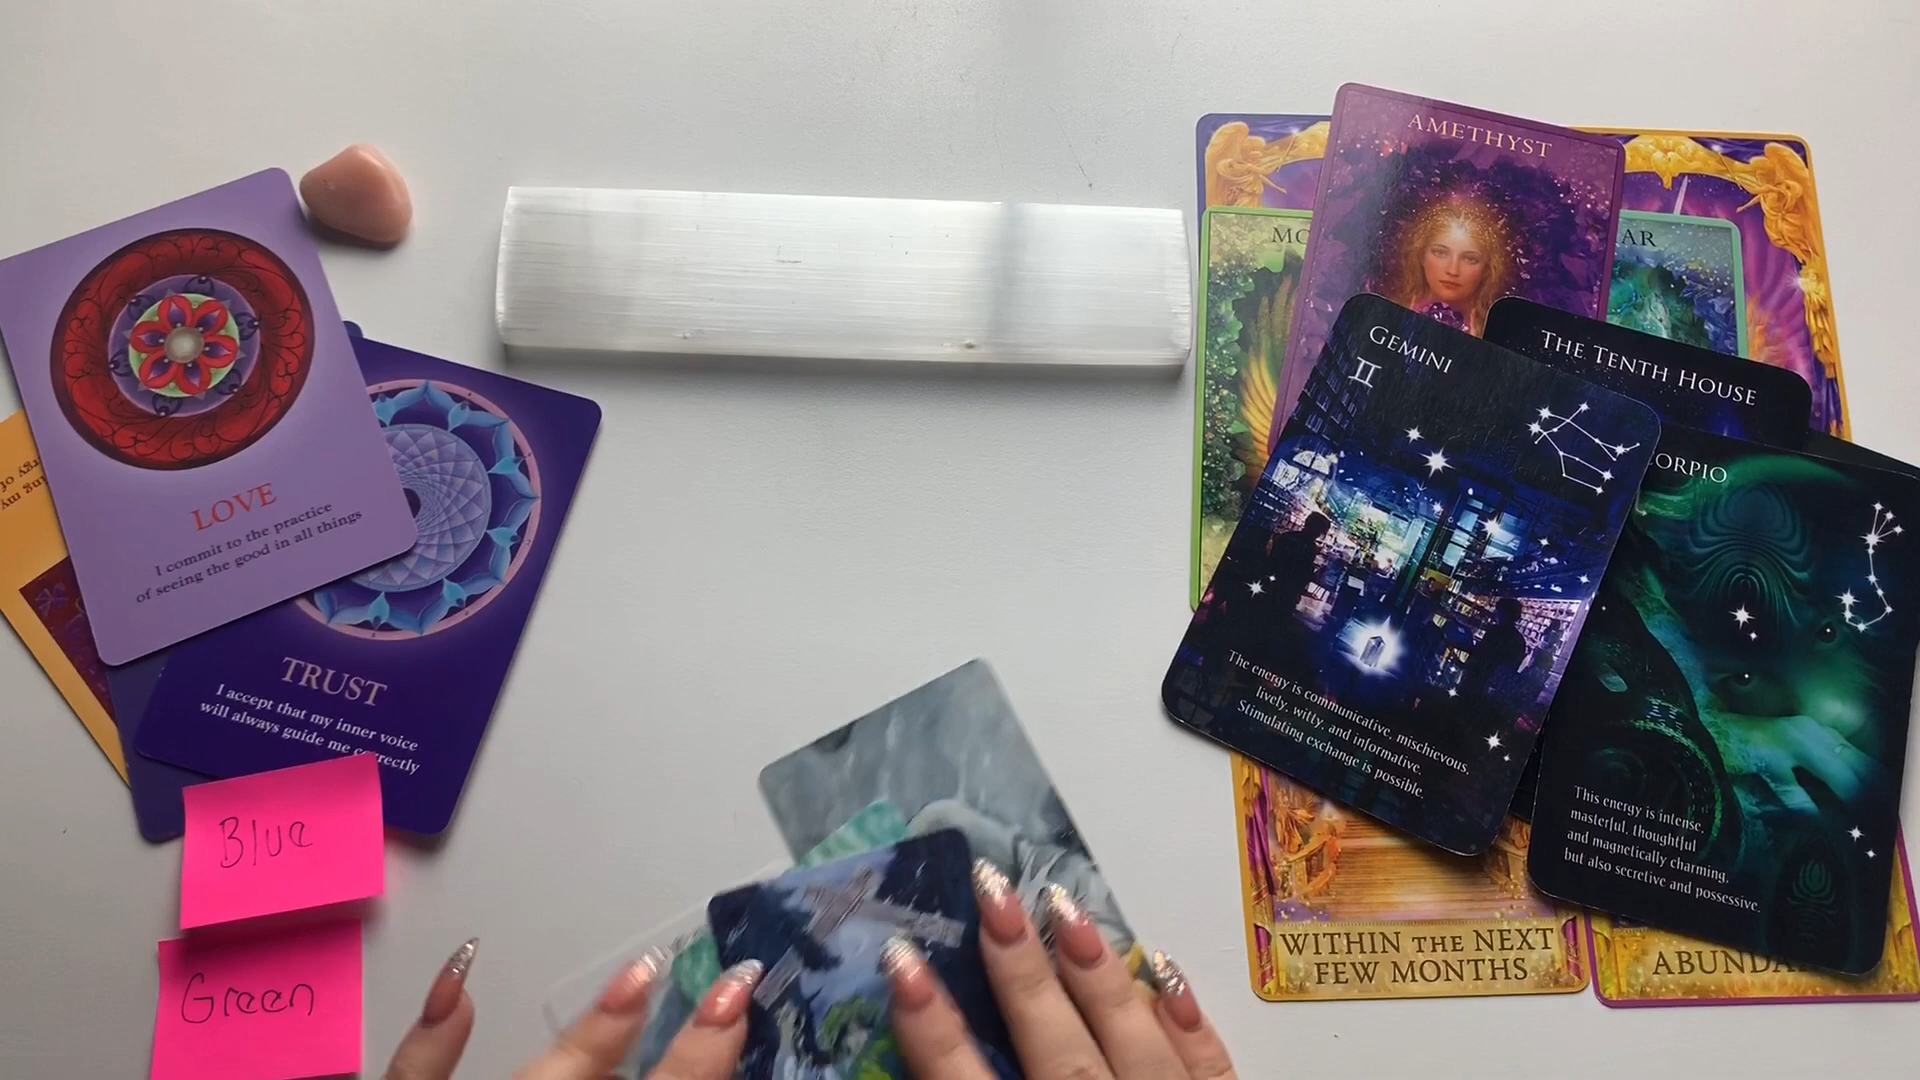 LOVE
I commit to the practice
of seeing the good in all things
TRUST
I accept that my inner voice
will always guide me correctly
Blue
Green
AMETHYST
GEMINI
THE TENTH HOUSE
The energy is communicative, mischievous,
lively, witty, and informative.
Stimulating exchange is possible.
This energy is intense,
masterful, thoughtful
and magnetically charming,
but also secretive and possessive.
WITHIN THE NEXT
FEW MONTHS